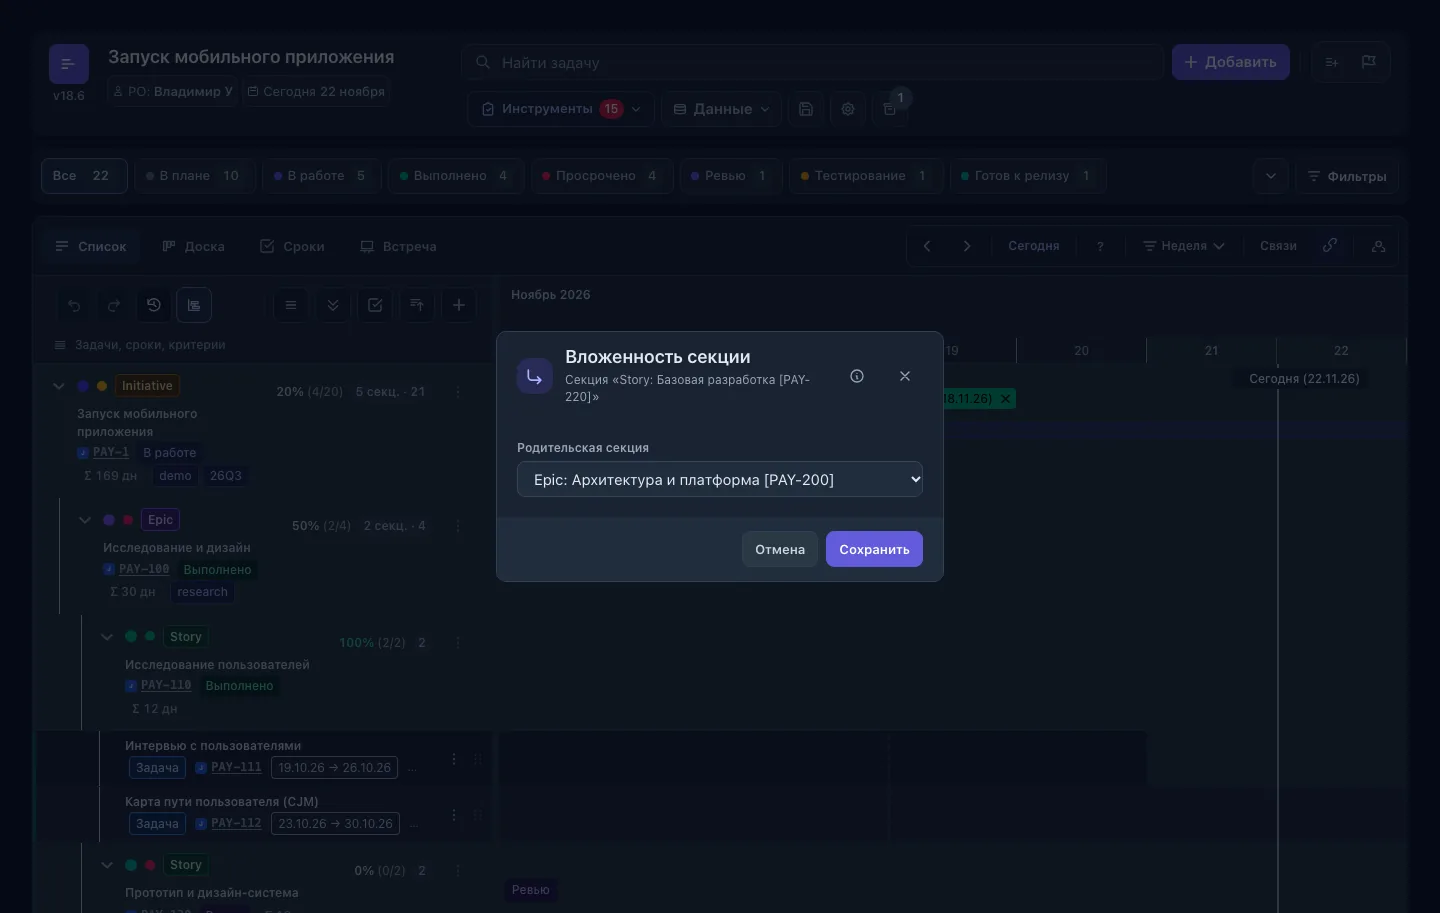 Запуск мобильного приложения
v18.6
PO: Владимир У
Сегодня 22 ноября
Найти задачу
Добавить
Инструменты 15
Данные
1
Все 22
В плане 10
В работе 5
Выполнено 4
Просрочено 4
Ревью 1
Тестирование 1
Готов к релизу 1
Фильтры
Список
Доска
Сроки
Встреча
Сегодня
?
Неделя
Связи
Ноябрь 2026
Задачи, сроки, критерии
19 20 21 22
Сегодня (22.11.26)
8.11.26)
Initiative
20% (4/20) 5 секц. · 21
Запуск мобильного
приложения
PAY-1 В работе
Σ 169 дн demo 26Q3
Epic
50% (2/4) 2 секц. · 4
Исследование и дизайн
PAY-100 Выполнено
Σ 30 дн research
Story
100% (2/2) 2
Исследование пользователей
PAY-110 Выполнено
Σ 12 дн
Интервью с пользователями
Задача PAY-111 19.10.26 → 26.10.26 ...
Карта пути пользователя (CJM)
Задача PAY-112 23.10.26 → 30.10.26 ...
Story
0% (0/2) 2
Прототип и дизайн-система
Ревью
Вложенность секции
Секция «Story: Базовая разработка [PAY-
220]»
Родительская секция
Epic: Архитектура и платформа [PAY-200]
Отмена
Сохранить